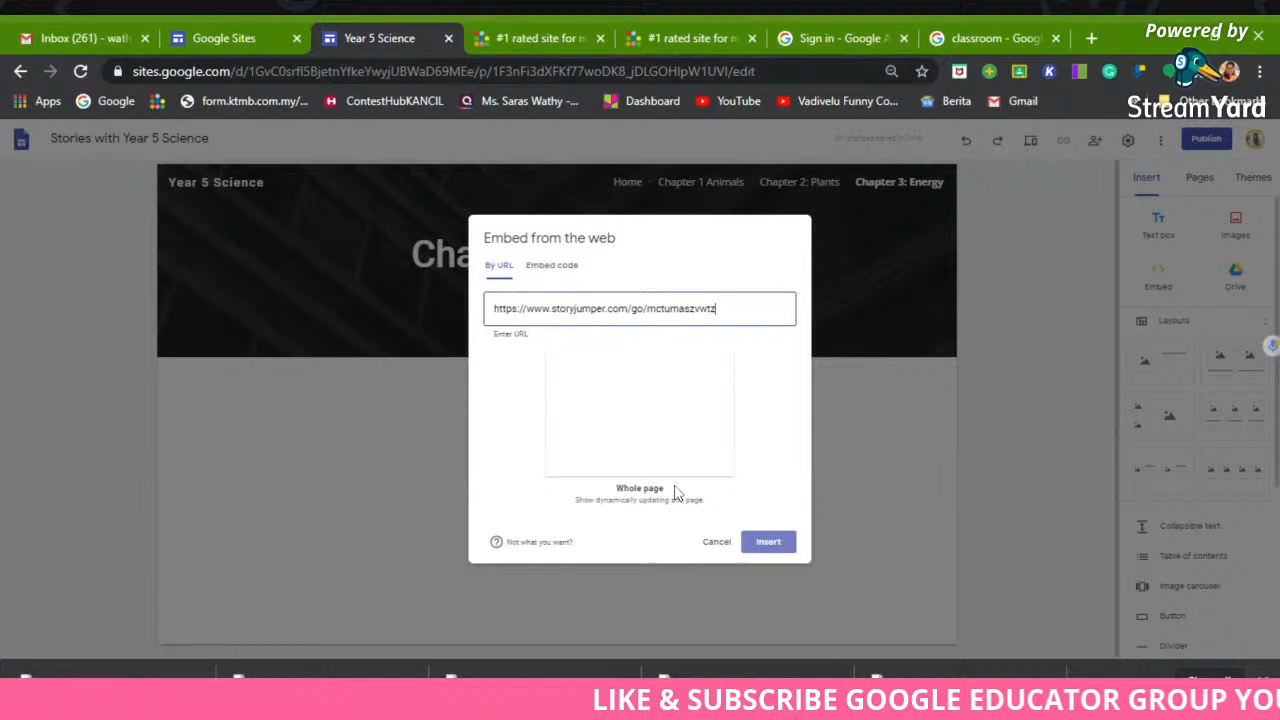 Powered by
StreamYard
Inbox (261) - wath
Google Sites
Year 5 Science
#1 rated site for m
#1 rated site for m
Sign in - Google A
classroom - Goog
sites.google.com/d/1GvC0srfI5BjetnYfkeYwyjUBWaD69MEe/p/1F3nFi3dXFKf77woDK8_jDLGOHIpW1UVI/edit
Apps
Google
form.ktmb.com.my/...
ContestHubKANCIL
Ms. Saras Wathy -...
Dashboard
YouTube
Vadivelu Funny Co...
Berita
Gmail
Stories with Year 5 Science
Publish
Year 5 Science
Home
Chapter 1 Animals
Chapter 2: Plants
Chapter 3: Energy
Cha
Insert
Pages
Themes
Text box
Images
Embed
Drive
Layouts
Collapsible text
Table of contents
Image carousel
Button
Divider
Embed from the web
By URL
Embed code
https://www.storyjumper.com/go/mctumaszvwtz
Enter URL
Whole page
Show dynamically updating page.
Not what you want?
Cancel
Insert
LIKE & SUBSCRIBE GOOGLE EDUCATOR GROUP YO